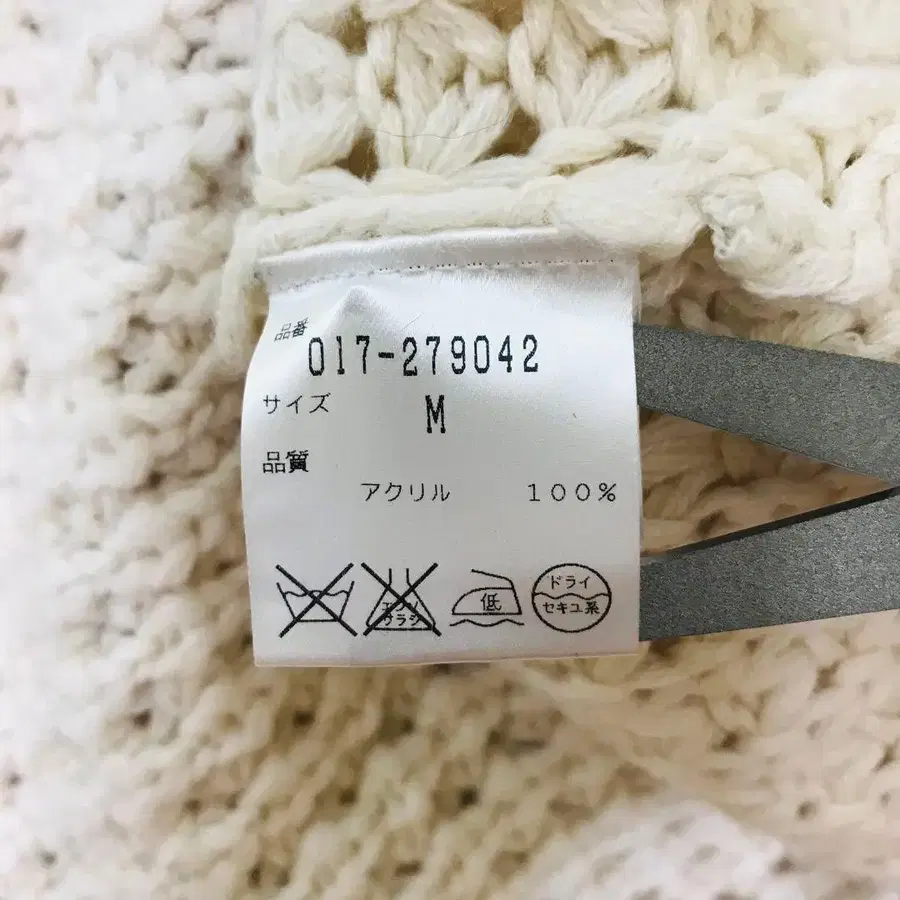 品番
017-279042
サイズ M
品質
アクリル 100%
エンソ
サラシ
低
ドライ
セキユ系